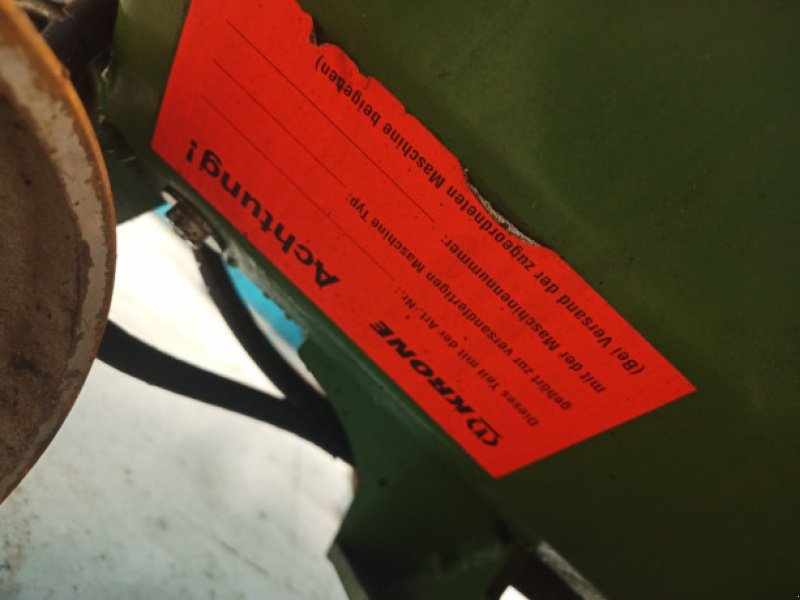 KRONE Achtung!
Dieses Teil mit der Art.-Nr.:
gehört zur versandfertigen Maschine Typ:
mit der Maschinennummer:
(Bei Versand der zugeordneten Maschine beigeben)